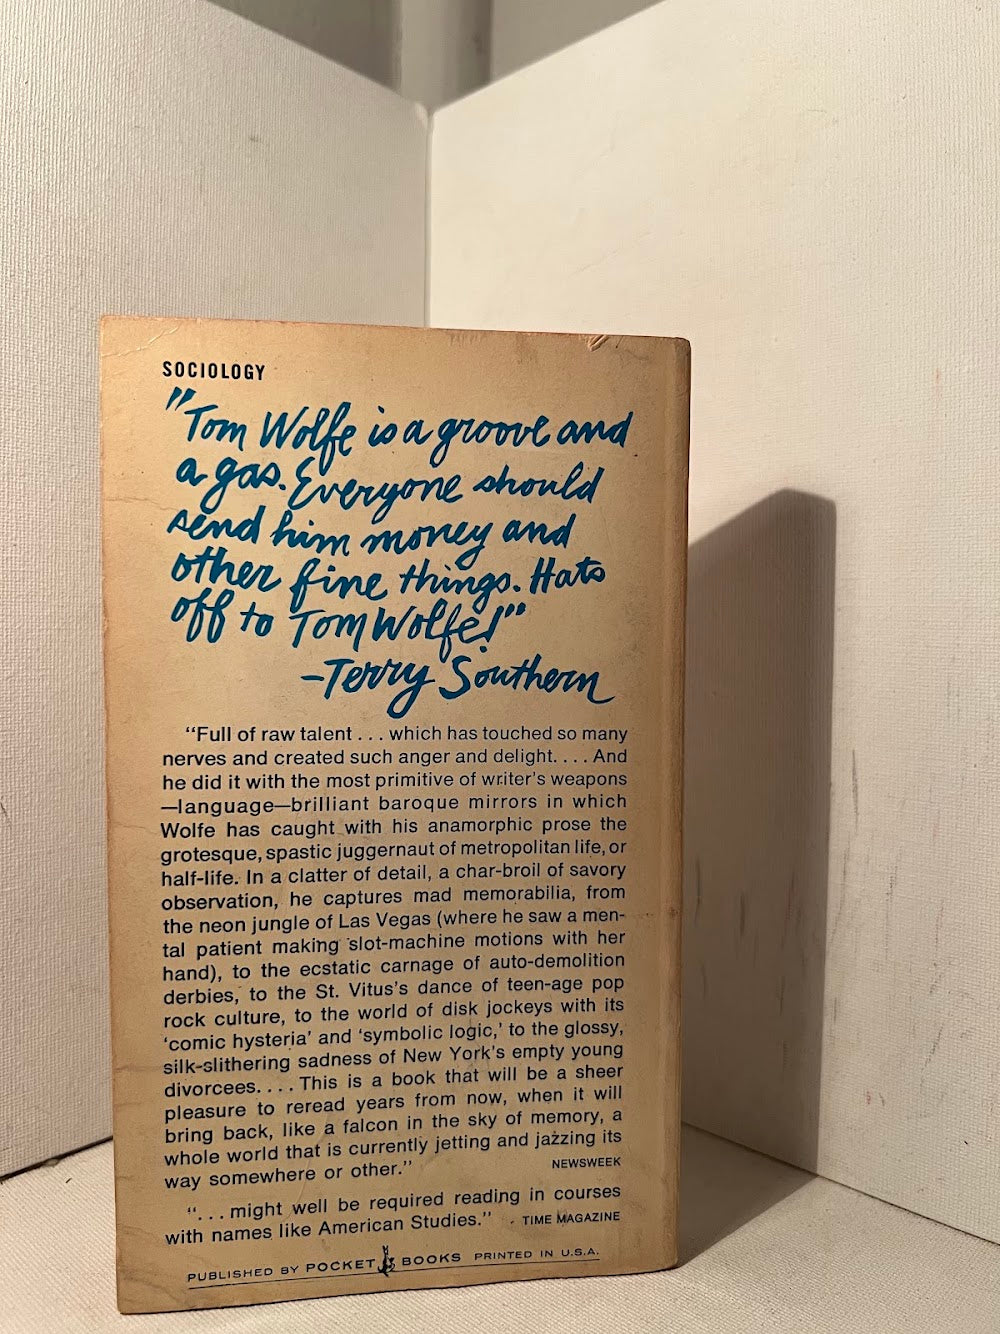 SOCIOLOGY
"Tom Wolfe is a groove and
a gas. Everyone should
send him money and
other fine things. Hats
off to Tom Wolfe!"
—Terry Southern
"Full of raw talent . . . which has touched so many
nerves and created such anger and delight. . . . And
he did it with the most primitive of writer's weapons
—language—brilliant baroque mirrors in which
Wolfe has caught with his anamorphic prose the
grotesque, spastic juggernaut of metropolitan life, or
half-life. In a clatter of detail, a char-broil of savory
observation, he captures mad memorabilia, from
the neon jungle of Las Vegas (where he saw a men-
tal patient making slot-machine motions with her
hand), to the ecstatic carnage of auto-demolition
derbies, to the St. Vitus's dance of teen-age pop
rock culture, to the world of disk jockeys with its
'comic hysteria' and 'symbolic logic,' to the glossy,
silk-slithering sadness of New York's empty young
divorcees. . . . This is a book that will be a sheer
pleasure to reread years from now, when it will
bring back, like a falcon in the sky of memory, a
whole world that is currently jetting and jazzing its
way somewhere or other." NEWSWEEK
". . . might well be required reading in courses
with names like American Studies." TIME MAGAZINE
PUBLISHED BY POCKET BOOKS PRINTED IN U.S.A.